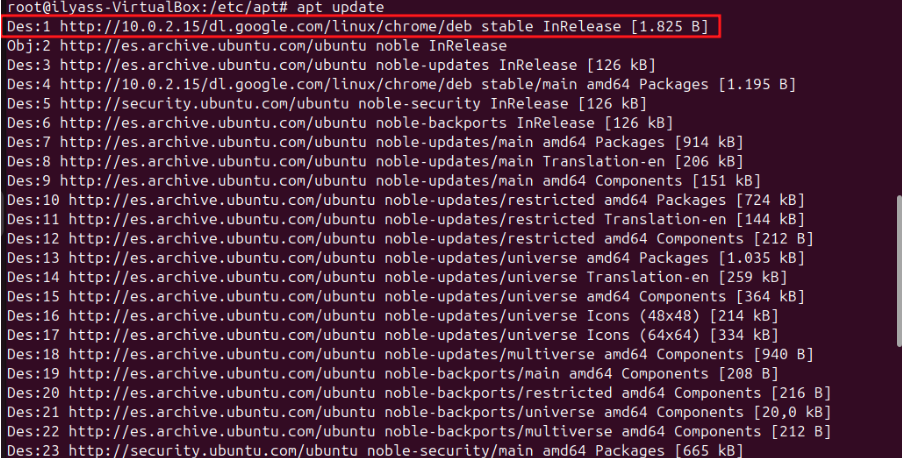 root@ilyass-VirtualBox:/etc/apt# apt update
Des:1 http://10.0.2.15/dl.google.com/linux/chrome/deb stable InRelease [1.825 B]
Obj:2 http://es.archive.ubuntu.com/ubuntu noble InRelease
Des:3 http://es.archive.ubuntu.com/ubuntu noble-updates InRelease [126 kB]
Des:4 http://10.0.2.15/dl.google.com/linux/chrome/deb stable/main amd64 Packages [1.195 B]
Des:5 http://security.ubuntu.com/ubuntu noble-security InRelease [126 kB]
Des:6 http://es.archive.ubuntu.com/ubuntu noble-backports InRelease [126 kB]
Des:7 http://es.archive.ubuntu.com/ubuntu noble-updates/main amd64 Packages [914 kB]
Des:8 http://es.archive.ubuntu.com/ubuntu noble-updates/main Translation-en [206 kB]
Des:9 http://es.archive.ubuntu.com/ubuntu noble-updates/main amd64 Components [151 kB]
Des:10 http://es.archive.ubuntu.com/ubuntu noble-updates/restricted amd64 Packages [724 kB]
Des:11 http://es.archive.ubuntu.com/ubuntu noble-updates/restricted Translation-en [144 kB]
Des:12 http://es.archive.ubuntu.com/ubuntu noble-updates/restricted amd64 Components [212 B]
Des:13 http://es.archive.ubuntu.com/ubuntu noble-updates/universe amd64 Packages [1.035 kB]
Des:14 http://es.archive.ubuntu.com/ubuntu noble-updates/universe Translation-en [259 kB]
Des:15 http://es.archive.ubuntu.com/ubuntu noble-updates/universe amd64 Components [364 kB]
Des:16 http://es.archive.ubuntu.com/ubuntu noble-updates/universe Icons (48x48) [214 kB]
Des:17 http://es.archive.ubuntu.com/ubuntu noble-updates/universe Icons (64x64) [334 kB]
Des:18 http://es.archive.ubuntu.com/ubuntu noble-updates/multiverse amd64 Components [940 B]
Des:19 http://es.archive.ubuntu.com/ubuntu noble-backports/main amd64 Components [208 B]
Des:20 http://es.archive.ubuntu.com/ubuntu noble-backports/restricted amd64 Components [216 B]
Des:21 http://es.archive.ubuntu.com/ubuntu noble-backports/universe amd64 Components [20,0 kB]
Des:22 http://es.archive.ubuntu.com/ubuntu noble-backports/multiverse amd64 Components [212 B]
Des:23 http://security.ubuntu.com/ubuntu noble-security/main amd64 Packages [665 kB]